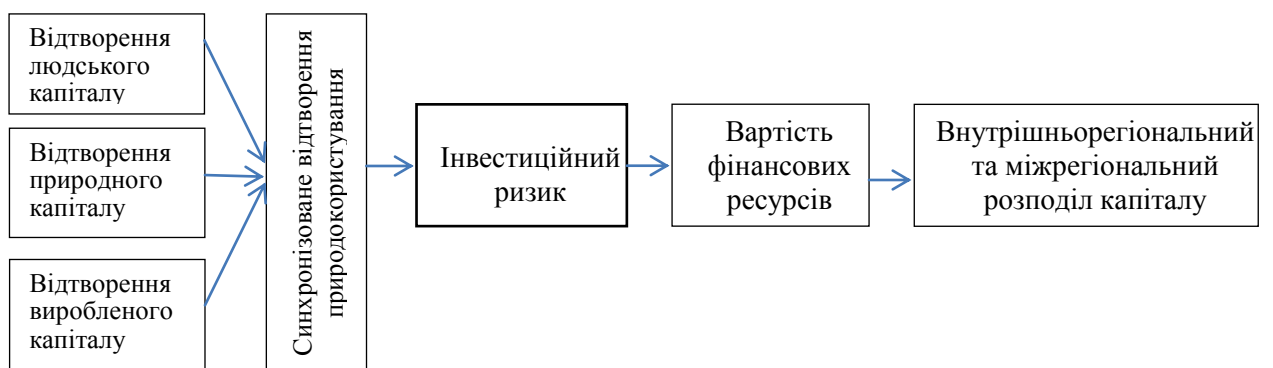 Відтворення
людського
капіталу
Відтворення
природного
капіталу
Відтворення
виробленого
капіталу
Синхронізоване відтворення
природокористування
Інвестиційний
ризик
Вартість
фінансових
ресурсів
Внутрішньорегіональний
та міжрегіональний
розподіл капіталу